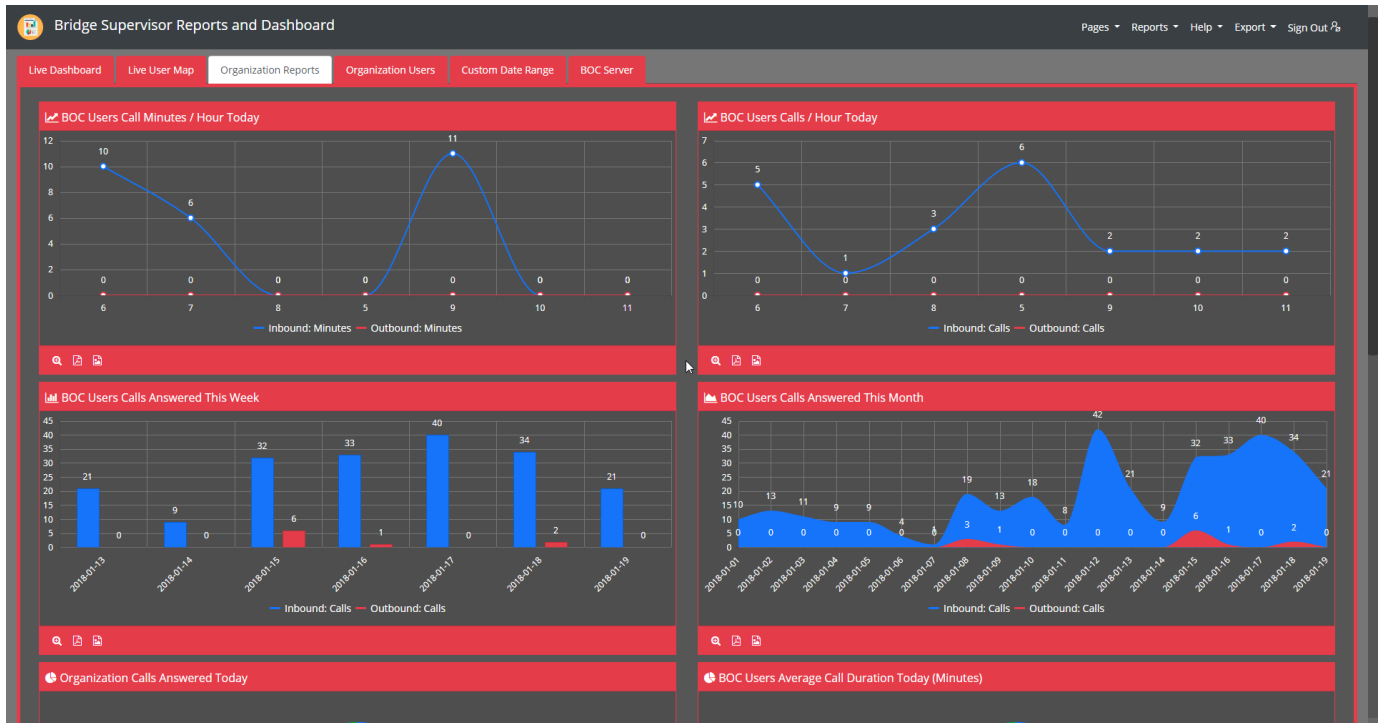 Bridge Supervisor Reports and Dashboard
Pages Reports Help Export Sign Out
Live Dashboard Live User Map Organization Reports Organization Users Custom Date Range BOC Server
BOC Users Call Minutes / Hour Today
12
10
8
6
4
2
0
10 6 11
0 0 0 0 0 0 0
6 7 8 5 9 10 11
Inbound: Minutes Outbound: Minutes
BOC Users Calls / Hour Today
7
6
5
4
3
2
1
0
5 1 3 6 2 2 2
0 0 0 0 0 0 0
6 7 8 5 9 10 11
Inbound: Calls Outbound: Calls
BOC Users Calls Answered This Week
45
40
35
30
25
20
15
10
5
0
21 0 9 0 32 6 33 1 40 0 34 2 21 0
2018-01-13 2018-01-14 2018-01-15 2018-01-16 2018-01-17 2018-01-18 2018-01-19
Inbound: Calls Outbound: Calls
BOC Users Calls Answered This Month
45
40
35
30
25
20
15
10
5
0
10 13 11 9 9 4 1 19 13 18 8 42 21 9 32 33 40 34 21
0 0 0 0 0 0 0 3 1 0 0 0 0 0 6 1 0 2 0
2018-01-01 2018-01-02 2018-01-03 2018-01-04 2018-01-05 2018-01-06 2018-01-07 2018-01-08 2018-01-09 2018-01-10 2018-01-11 2018-01-12 2018-01-13 2018-01-14 2018-01-15 2018-01-16 2018-01-17 2018-01-18 2018-01-19
Inbound: Calls Outbound: Calls
Organization Calls Answered Today
BOC Users Average Call Duration Today (Minutes)